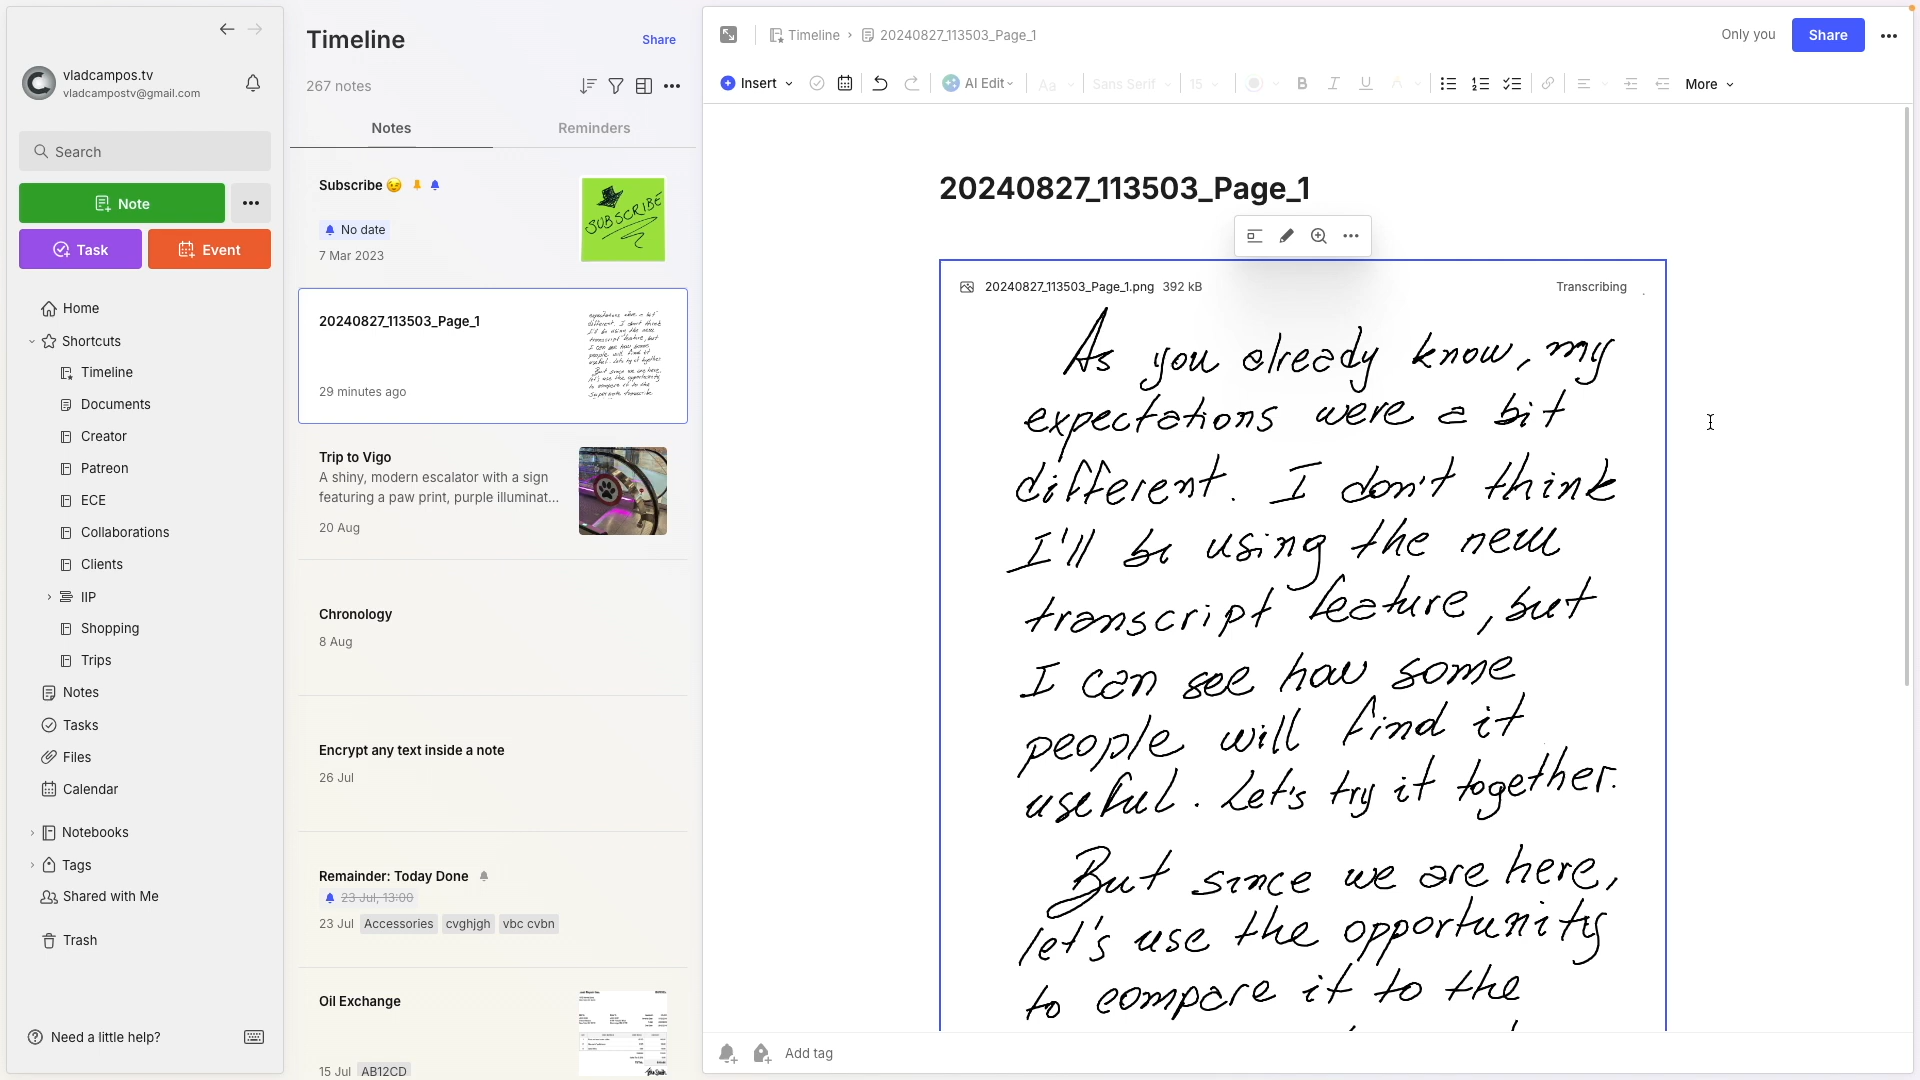 vladcampos.tv
vladcampostv@gmail.com
Search
Note
Task
Event
Home
Shortcuts
Timeline
Documents
Creator
Patreon
ECE
Collaborations
Clients
IIP
Shopping
Trips
Notes
Tasks
Files
Calendar
Notebooks
Tags
Shared with Me
Trash
Need a little help?
Timeline
Share
267 notes
Notes
Reminders
Subscribe 😉
No date
7 Mar 2023
SUBSCRIBE
20240827_113503_Page_1
29 minutes ago
Trip to Vigo
A shiny, modern escalator with a sign
featuring a paw print, purple illuminat...
20 Aug
Chronology
8 Aug
Encrypt any text inside a note
26 Jul
Remainder: Today Done
23 Jul, 13:00
23 Jul Accessories cvghjgh vbc cvbn
Oil Exchange
15 Jul AB12CD
Timeline › 20240827_113503_Page_1
Only you
Share
Insert
AI Edit
Aa
Sans Serif
15
B I U A
More
20240827_113503_Page_1
20240827_113503_Page_1.png 392 kB
Transcribing
As you already know, my
expectations were a bit
different. I don't think
I'll be using the new
transcript feature, but
I can see how some
people will find it
useful. Let's try it together.
But since we are here,
let's use the opportunity
to compare it to the
Add tag